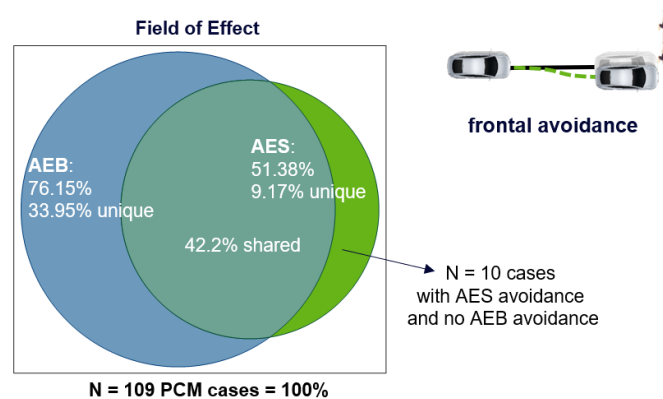 Field of Effect
AEB:
76.15%
33.95% unique
AES:
51.38%
9.17% unique
42.2% shared
N = 109 PCM cases = 100%
frontal avoidance
N = 10 cases
with AES avoidance
and no AEB avoidance